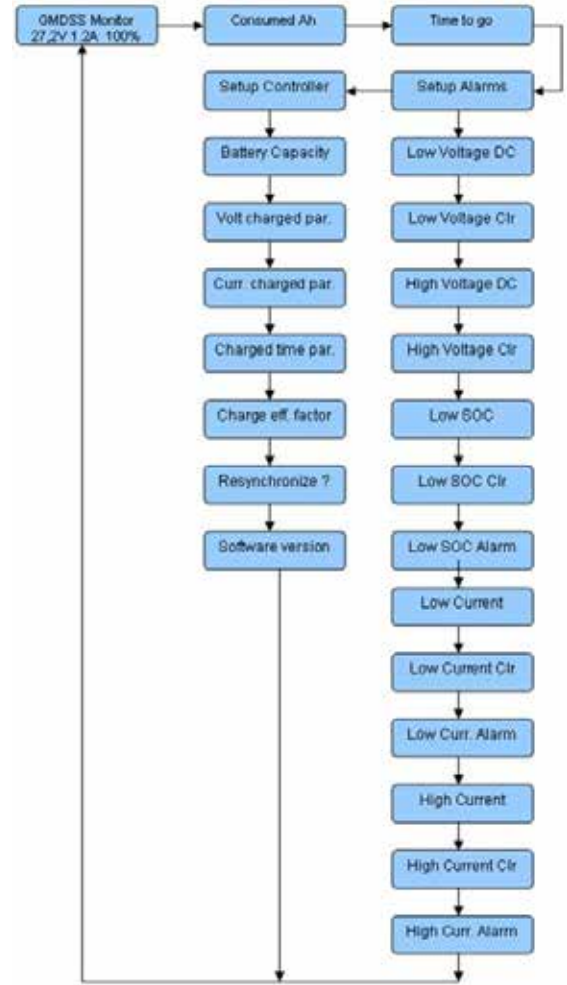 GMDSS Monitor
27,2V 1,2A 100%
Consumed Ah
Time to go
Setup Controller
Setup Alarms
Battery Capacity
Low Voltage DC
Volt charged par.
Low Voltage Clr
Curr. charged par.
High Voltage DC
Charged time par.
High Voltage Clr
Charge eff. factor
Low SOC
Resynchronize ?
Low SOC Clr
Software version
Low SOC Alarm
Low Current
Low Current Clr
Low Curr. Alarm
High Current
High Current Clr
High Curr. Alarm